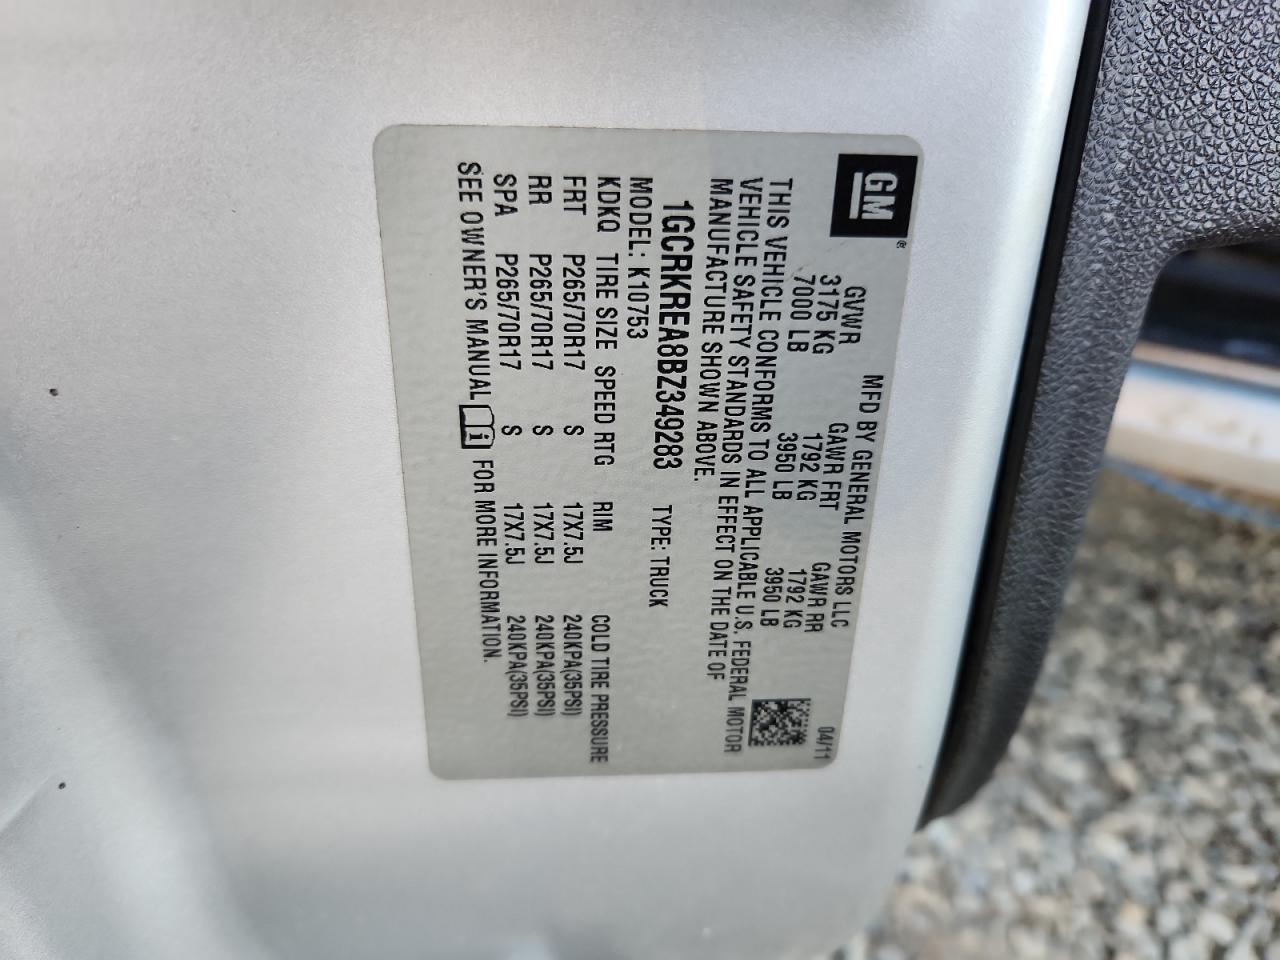 GM ®
MFD BY GENERAL MOTORS LLC 04/11
GVWR GAWR FRT GAWR RR
3175 KG 1792 KG 1792 KG
7000 LB 3950 LB 3950 LB
THIS VEHICLE CONFORMS TO ALL APPLICABLE U.S. FEDERAL MOTOR
VEHICLE SAFETY STANDARDS IN EFFECT ON THE DATE OF
MANUFACTURE SHOWN ABOVE.
1GCRKREA8BZ349283 TYPE: TRUCK
MODEL: K10753
KDKQ TIRE SIZE SPEED RTG RIM COLD TIRE PRESSURE
FRT P265/70R17 S 17X7.5J 240KPA(35PSI)
RR P265/70R17 S 17X7.5J 240KPA(35PSI)
SPA P265/70R17 S 17X7.5J 240KPA(35PSI)
SEE OWNER'S MANUAL i FOR MORE INFORMATION.